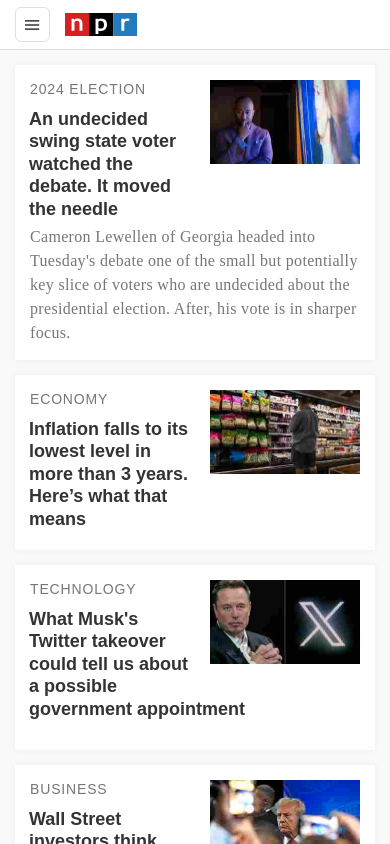 npr
2024 ELECTION
An undecided
swing state voter
watched the
debate. It moved
the needle
Cameron Lewellen of Georgia headed into
Tuesday's debate one of the small but potentially
key slice of voters who are undecided about the
presidential election. After, his vote is in sharper
focus.
ECONOMY
Inflation falls to its
lowest level in
more than 3 years.
Here’s what that
means
TECHNOLOGY
What Musk's
Twitter takeover
could tell us about
a possible
government appointment
X
BUSINESS
Wall Street
investors think